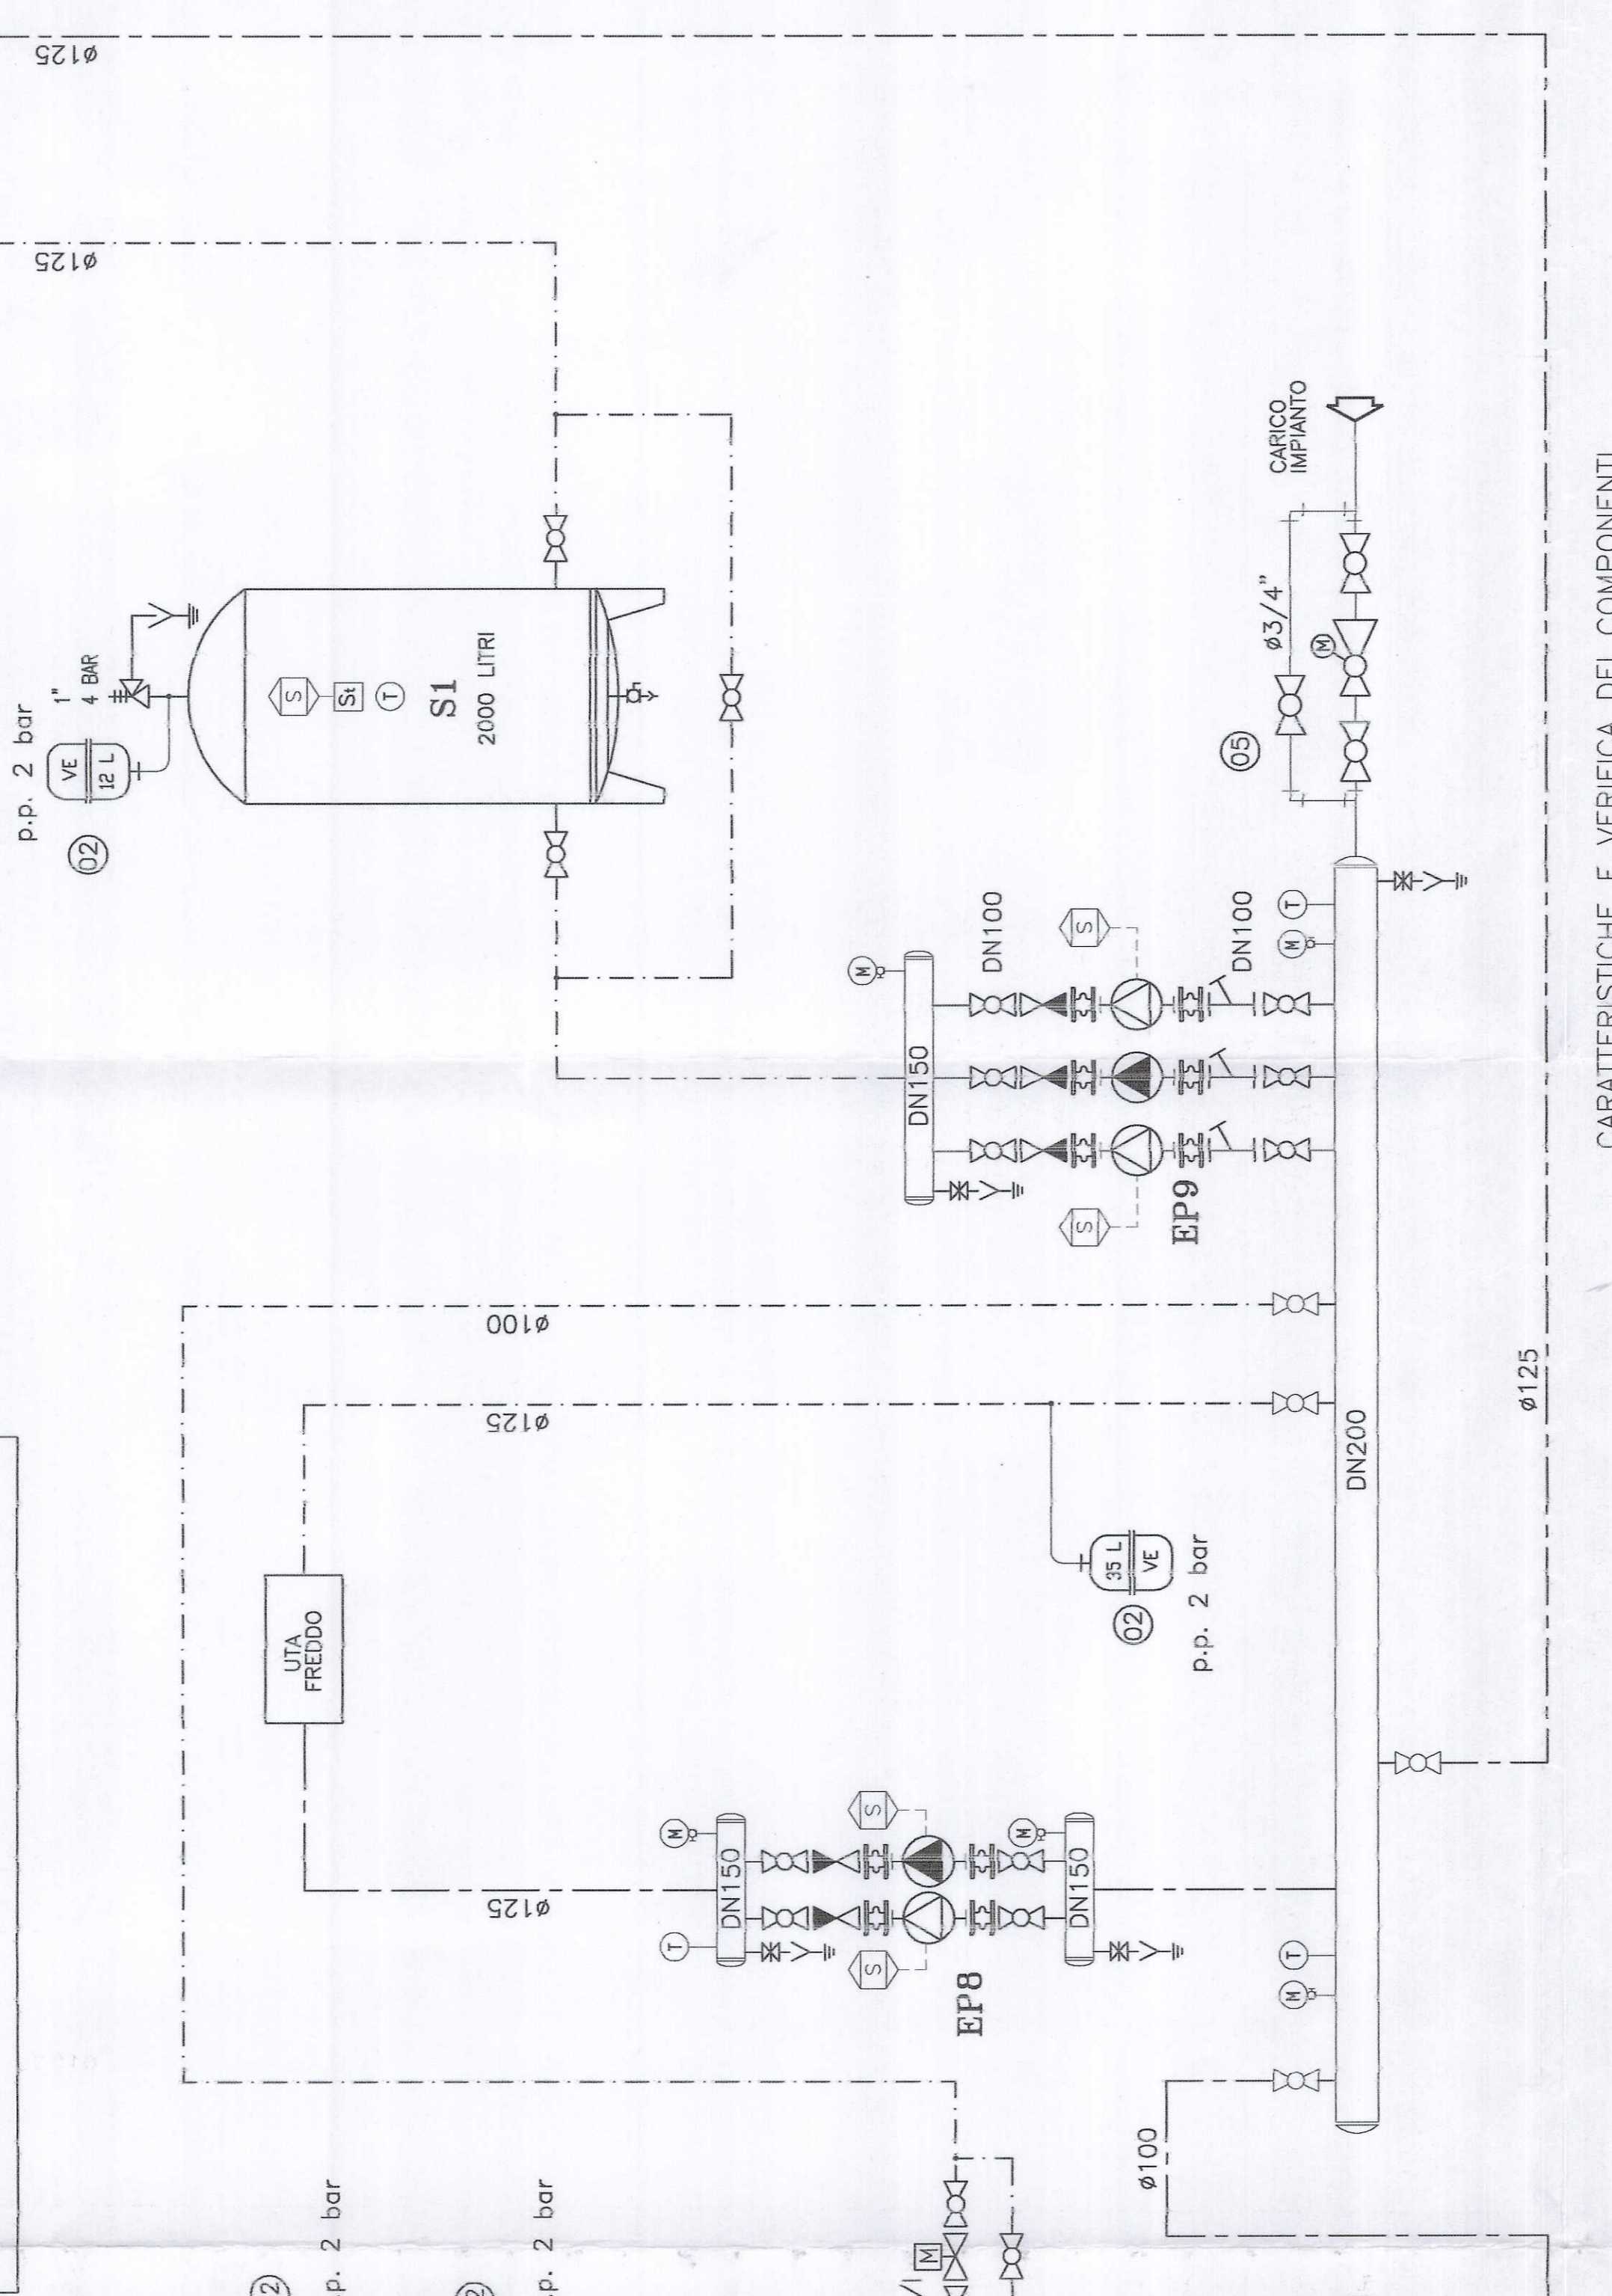 ø125
ø125
p.p. 2 bar
1"
4 BAR
VE
12 L
02
S
St
T
S1
2000 LITRI
CARICO
IMPIANTO
ø3/4"
M
05
M
DN150
DN100
S
DN100
M
T
S
EP9
ø100
ø125
UTA
FREDDO
35 L
VE
02
p.p. 2 bar
DN200
ø125
ø125
M
DN150
T
S
S
M
DN150
EP8
M
T
ø100
M
2 bar
2 bar
CARATTERISTICHE E VERIFICA DEI COMPONENTI